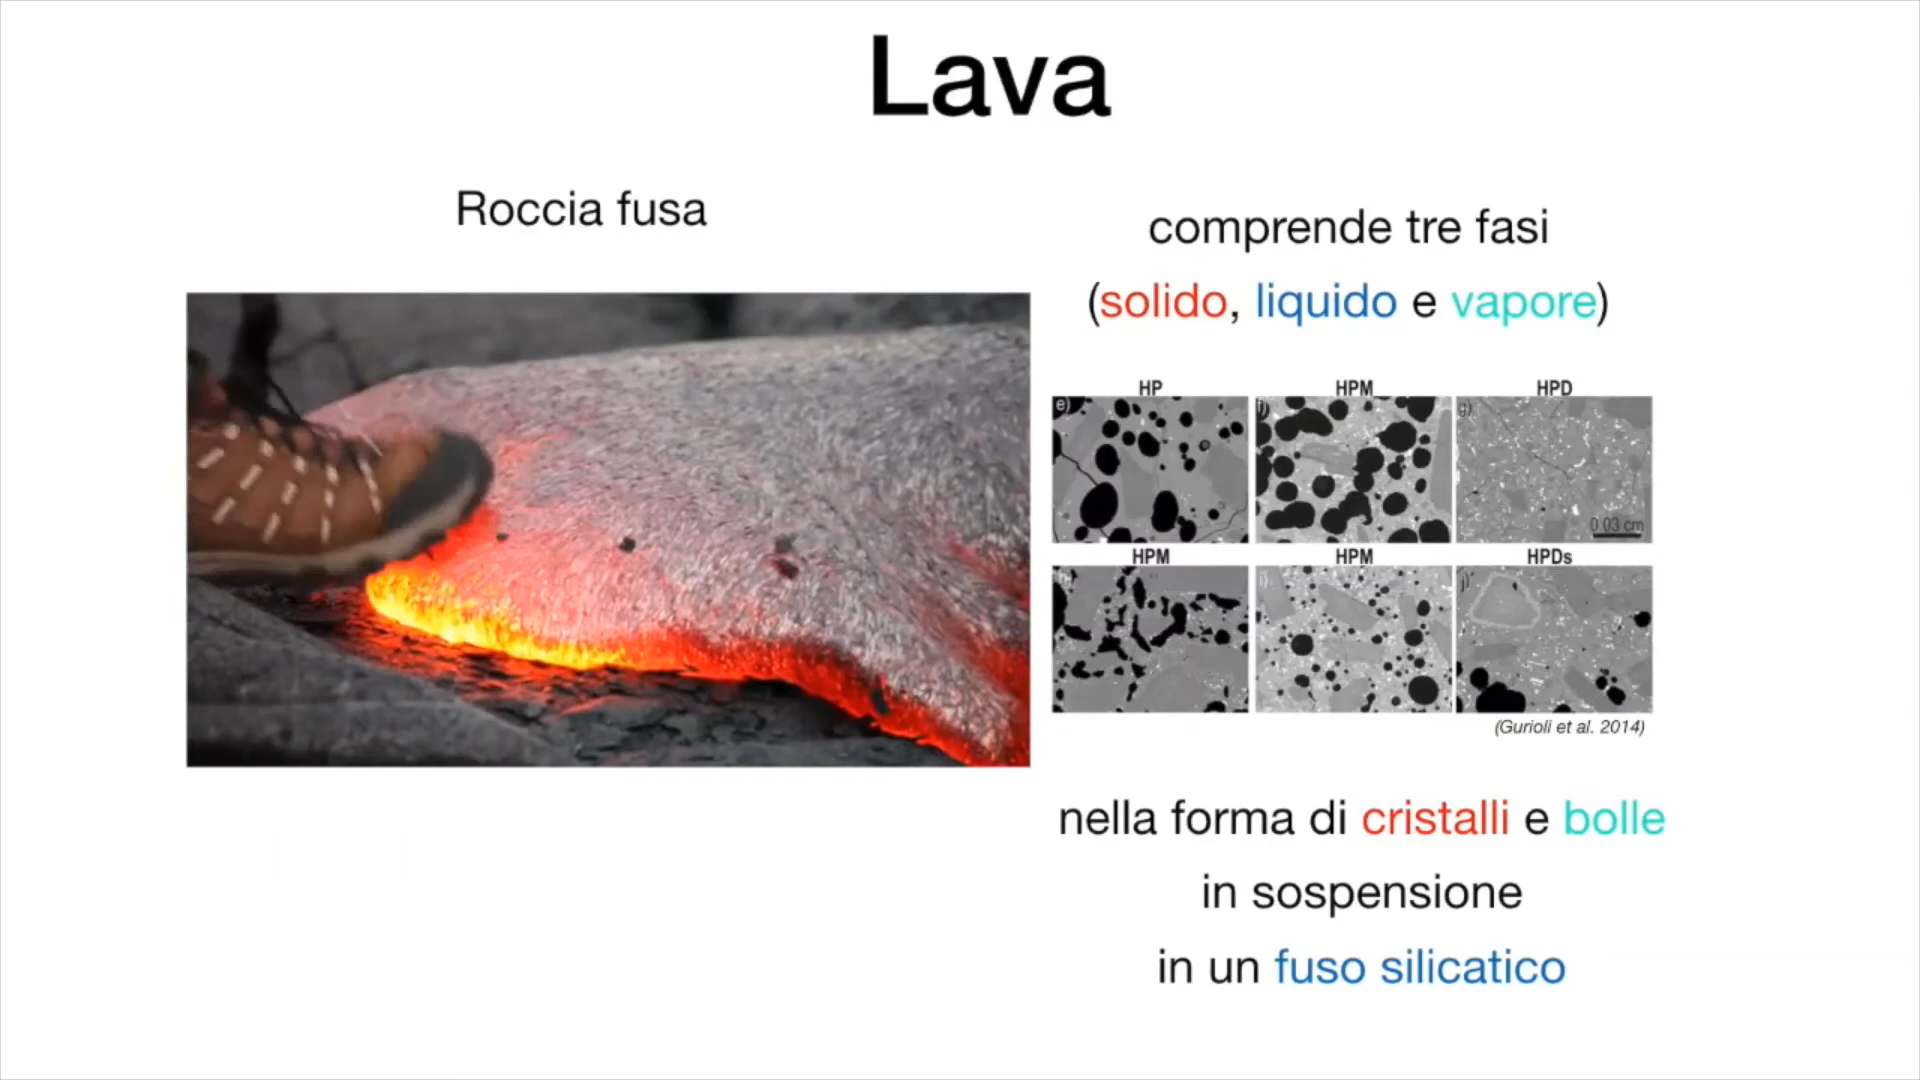 Lava
Roccia fusa
comprende tre fasi
(solido, liquido e vapore)
HP HPM HPD
e) f) g)
0.03 cm
HPM HPM HPDs
h) i) j)
(Gurioli et al. 2014)
nella forma di cristalli e bolle
in sospensione
in un fuso silicatico